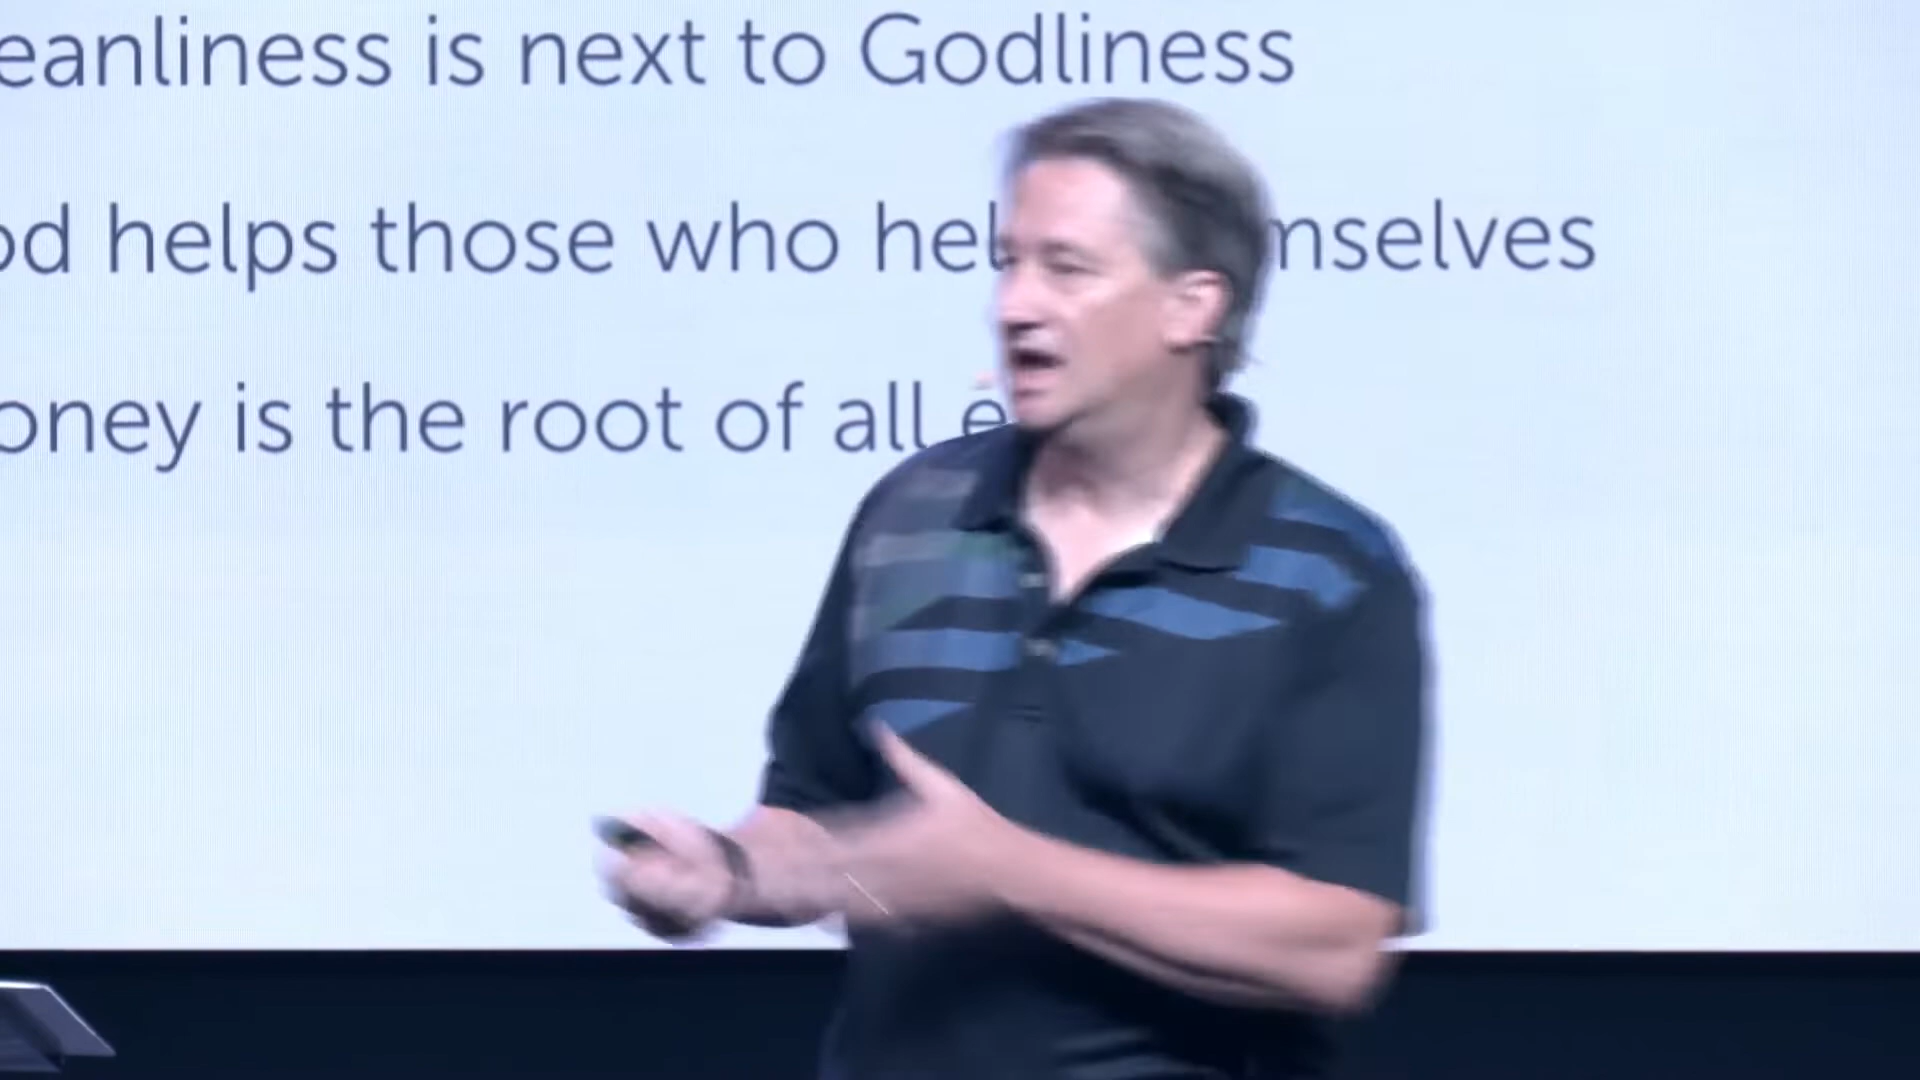 eanliness is next to Godliness
od helps those who hel mselves
oney is the root of all e